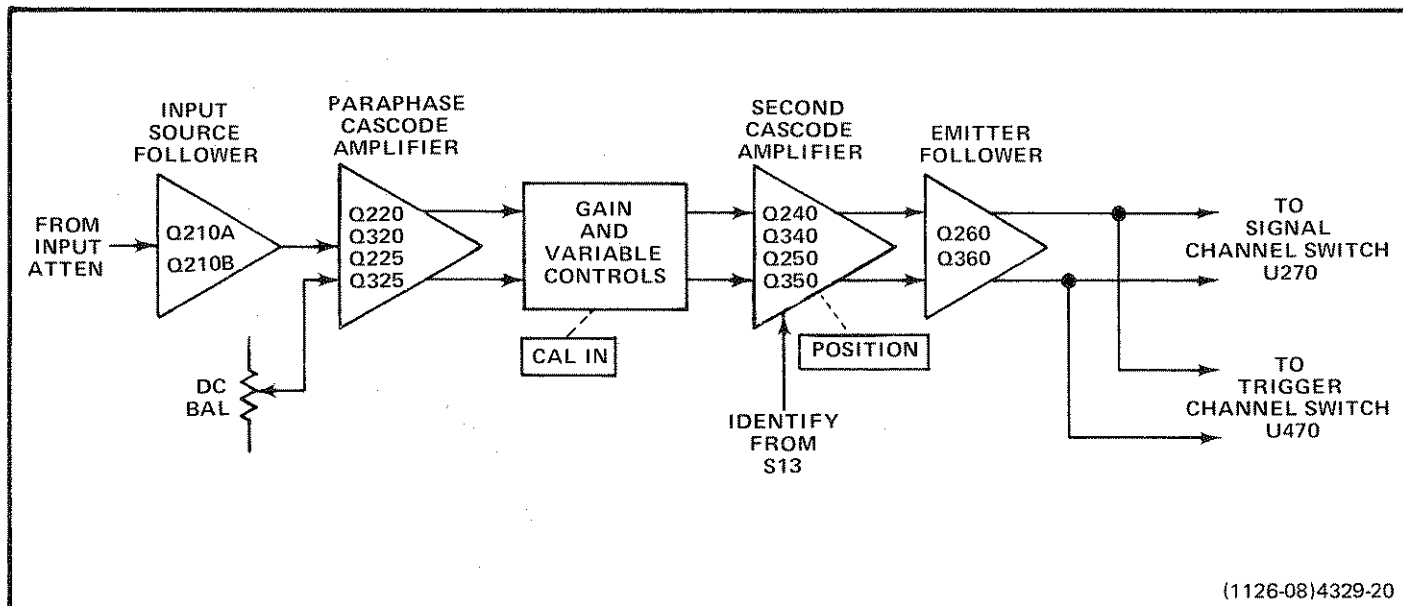 INPUT
SOURCE
FOLLOWER
PARAPHASE
CASCODE
AMPLIFIER
SECOND
CASCODE
AMPLIFIER
EMITTER
FOLLOWER
FROM
INPUT
ATTEN
Q210A
Q210B
Q220
Q320
Q225
Q325
GAIN
AND
VARIABLE
CONTROLS
CAL IN
Q240
Q340
Q250
Q350
POSITION
Q260
Q360
TO
SIGNAL
CHANNEL SWITCH
U270
DC
BAL
IDENTIFY
FROM
S13
TO
TRIGGER
CHANNEL SWITCH
U470
(1126-08)4329-20